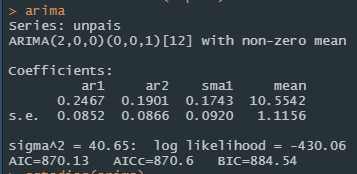 > arima
Series: unpais
ARIMA(2,0,0)(0,0,1)[12] with non-zero mean
Coefficients:
ar1 ar2 sma1 mean
0.2467 0.1901 0.1743 10.5542
s.e. 0.0852 0.0866 0.0920 1.1156
sigma^2 = 40.65: log likelihood = -430.06
AIC=870.13 AICc=870.6 BIC=884.54